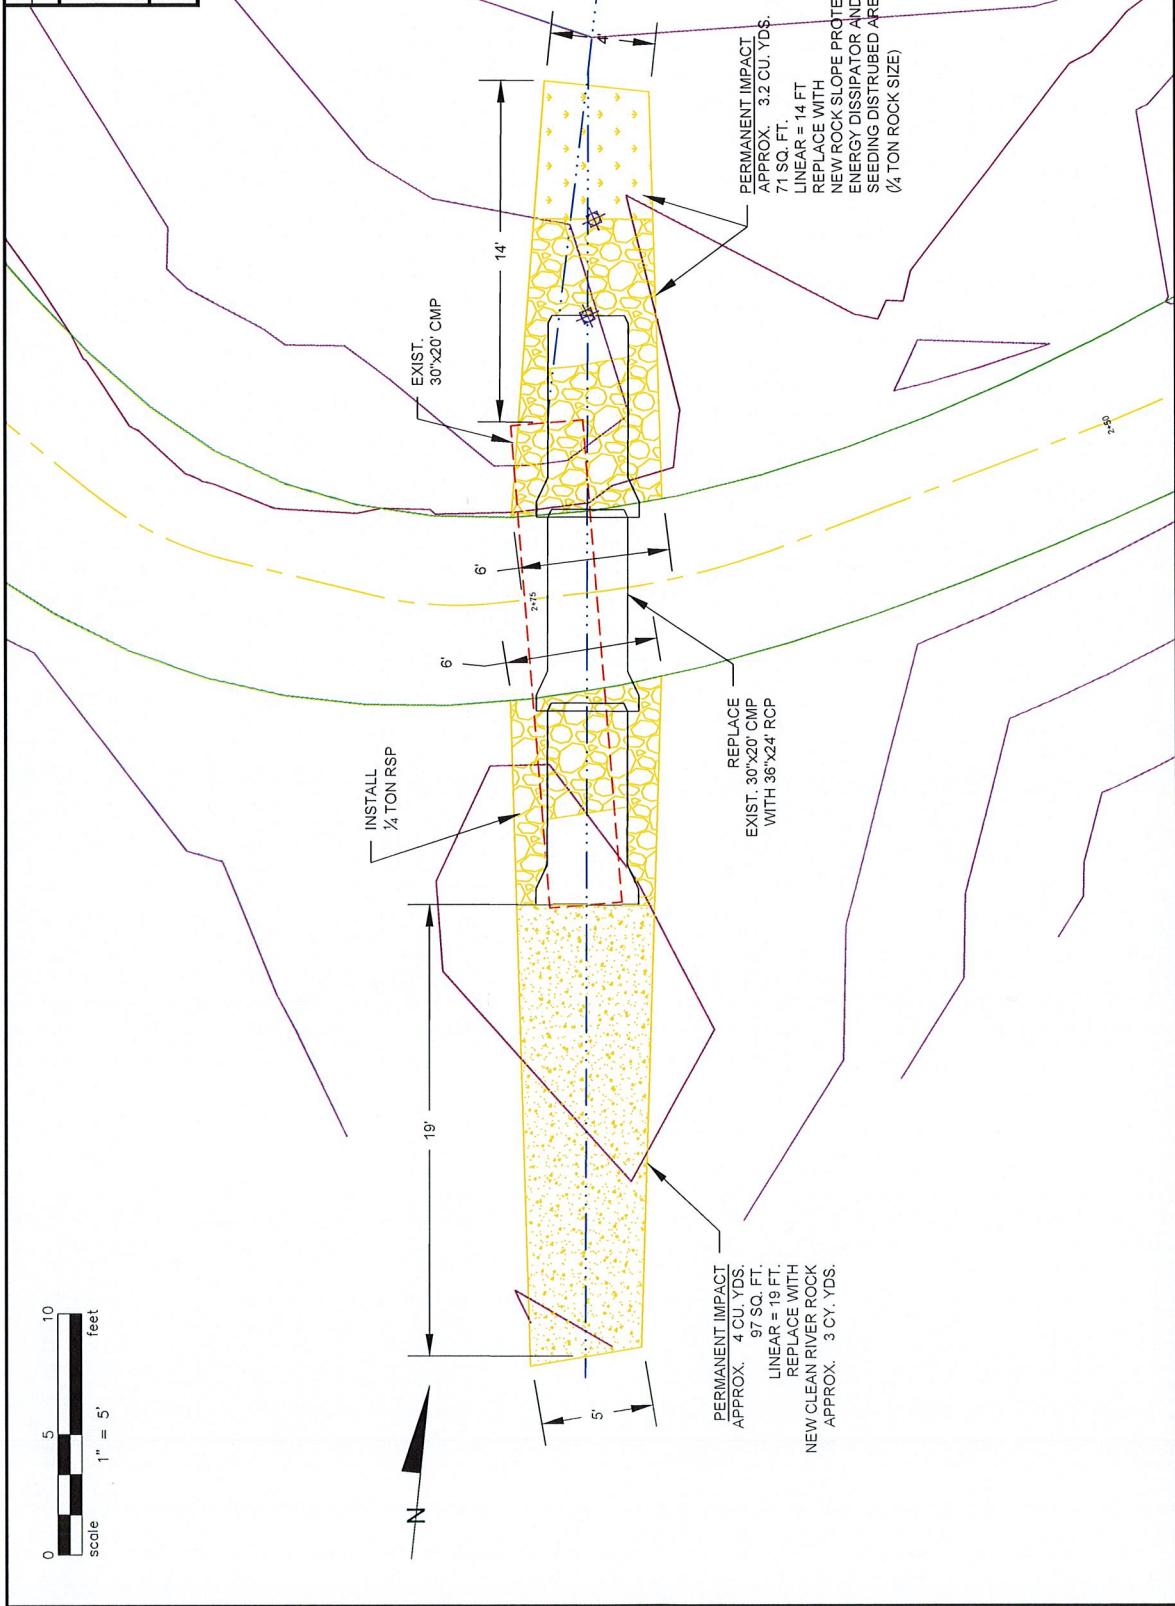 0
5
10
scale
feet
1" = 5'
N
EXIST.
30"x20' CMP
14'
4'
PERMANENT IMPACT
APPROX. 3.2 CU. YDS.
71 SQ. FT.
LINEAR = 14 FT
REPLACE WITH
NEW ROCK SLOPE PROTE
ENERGY DISSIPATOR AND
SEEDING DISTRUBED ARE
(¼ TON ROCK SIZE)
2+50
6'
2+75
6'
INSTALL
¼ TON RSP
REPLACE
EXIST. 30"x20' CMP
WITH 36"x24' RCP
19'
5'
PERMANENT IMPACT
APPROX. 4 CU. YDS.
97 SQ. FT.
LINEAR = 19 FT.
REPLACE WITH
NEW CLEAN RIVER ROCK
APPROX. 3 CY. YDS.